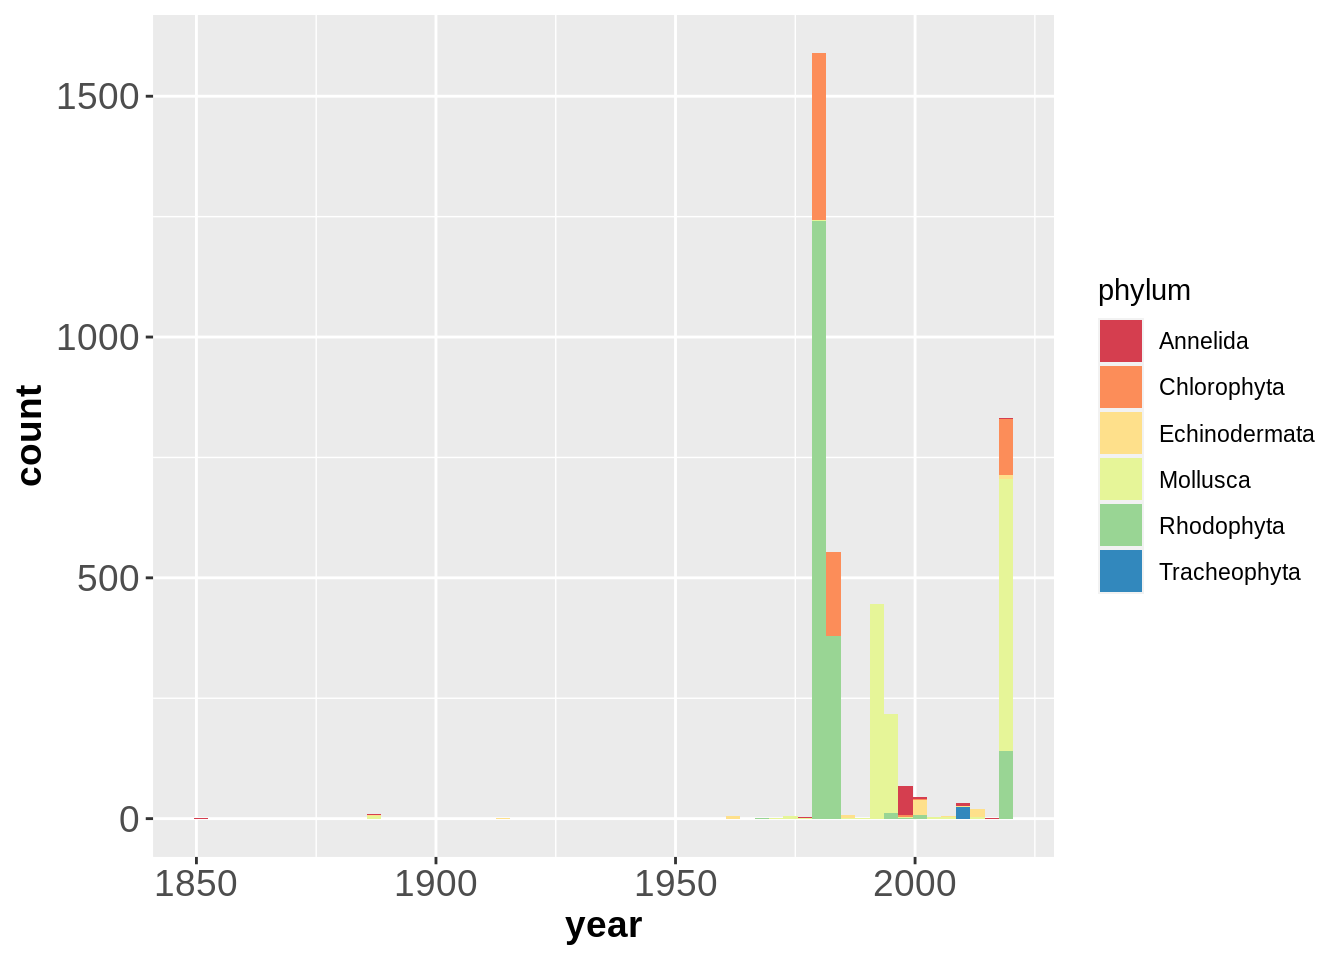 1500
1000
500
0
count
1850 1900 1950 2000
year
phylum
Annelida
Chlorophyta
Echinodermata
Mollusca
Rhodophyta
Tracheophyta